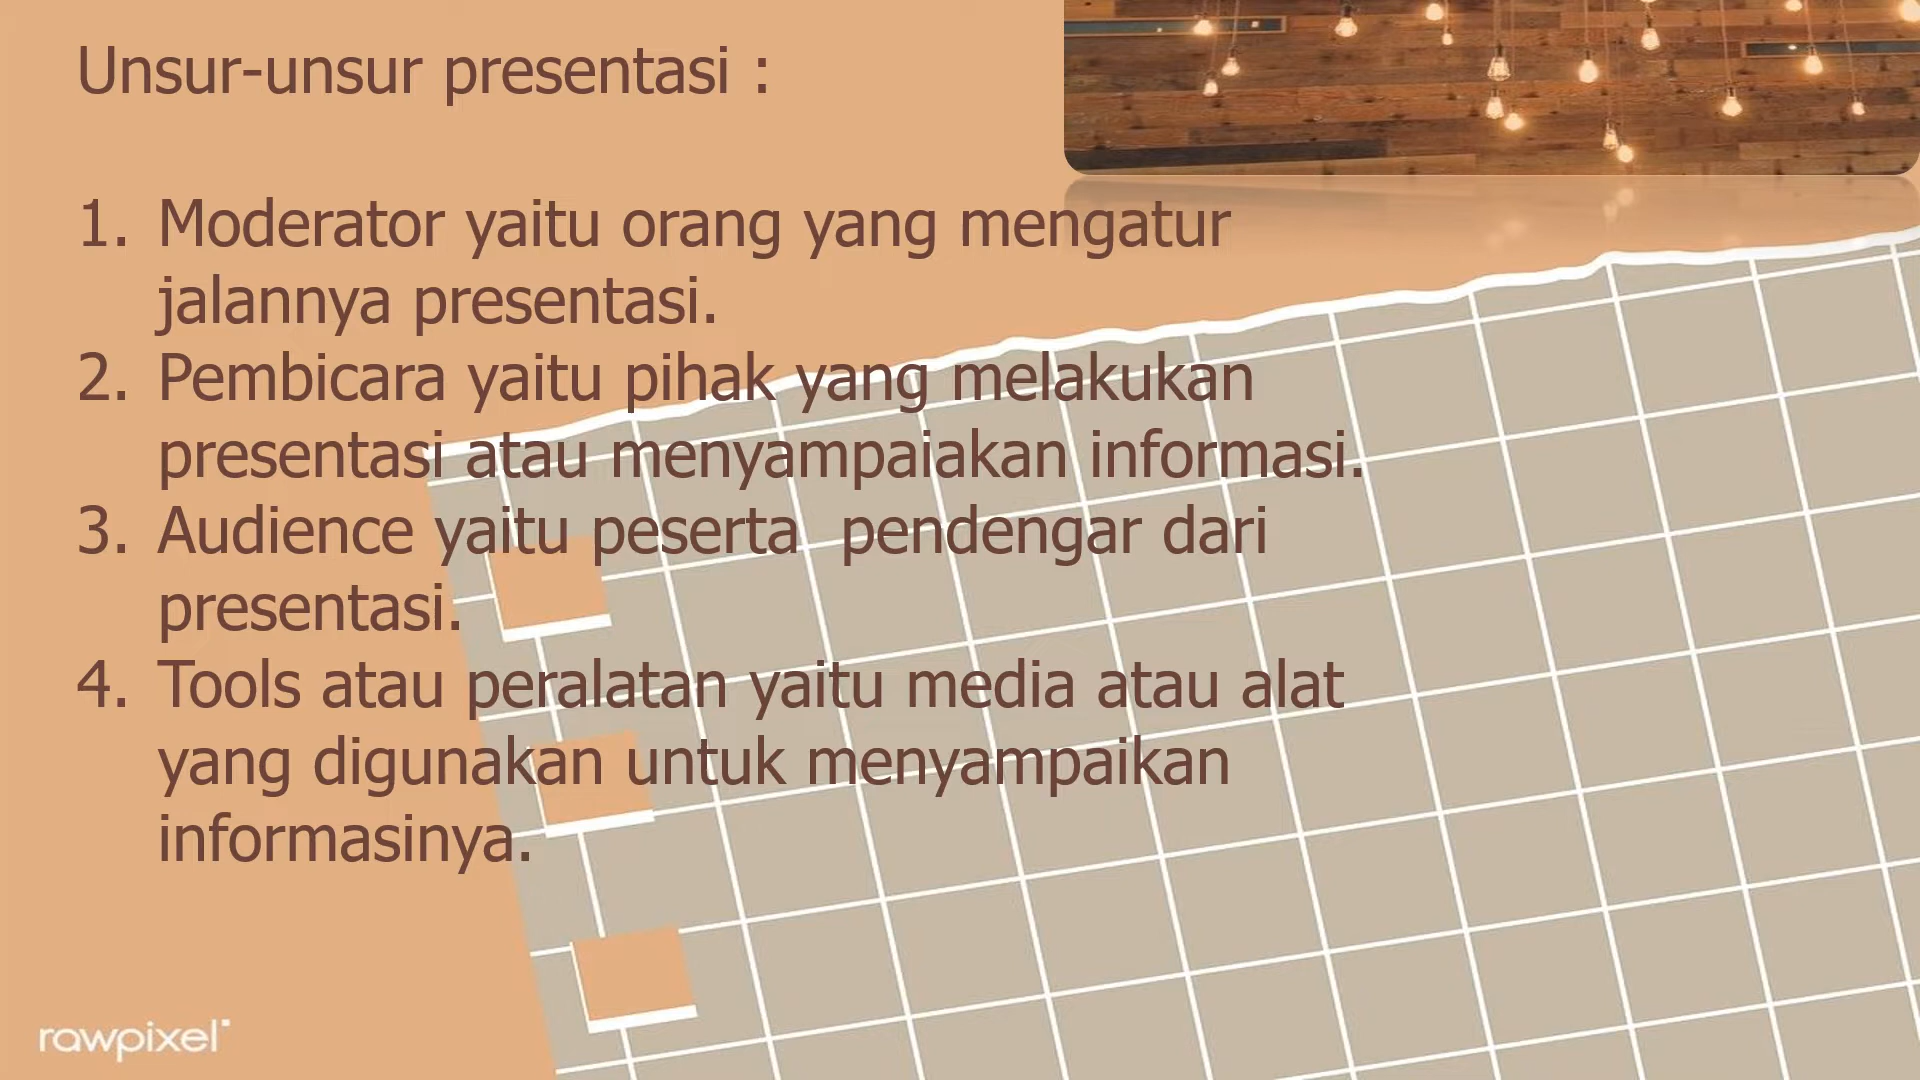 Unsur-unsur presentasi :
1. Moderator yaitu orang yang mengatur
jalannya presentasi.
2. Pembicara yaitu pihak yang melakukan
presentasi atau menyampaiakan informasi.
3. Audience yaitu peserta  pendengar dari
presentasi.
4. Tools atau peralatan yaitu media atau alat
yang digunakan untuk menyampaikan
informasinya.
rawpixel